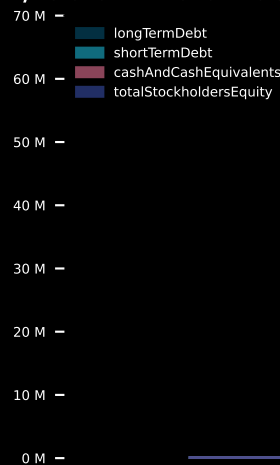 70 M
longTermDebt
shortTermDebt
60 M
cashAndCashEquivalents
totalStockholdersEquity
50 M
40 M
30 M
20 M
10 M
0 M